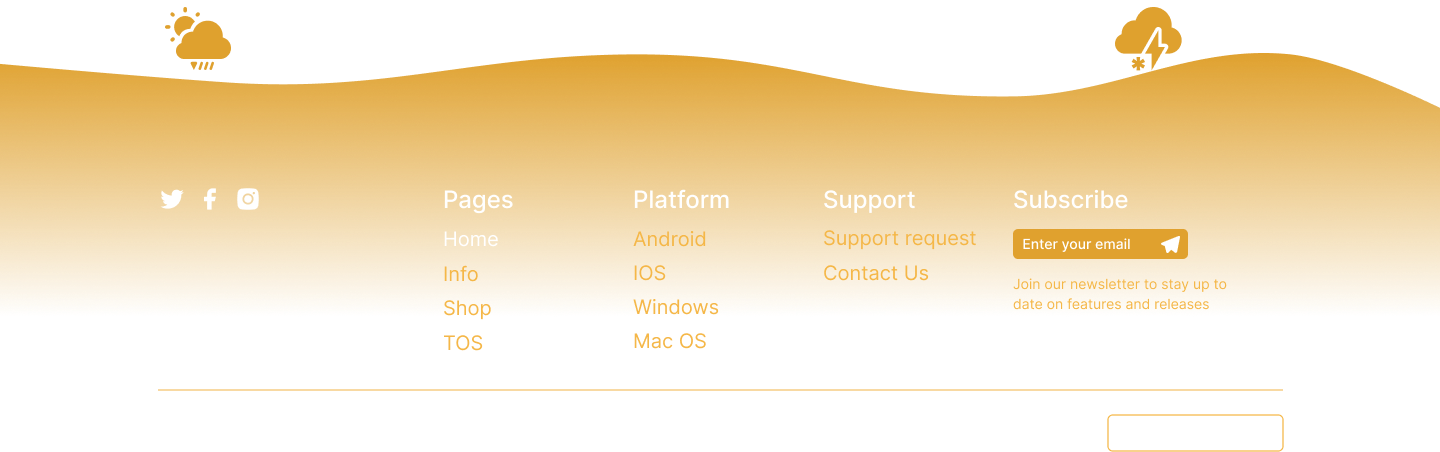 Pages
Home
Info
Shop
TOS
Platform
Android
IOS
Windows
Mac OS
Support
Support request
Contact Us
Subscribe
Enter your email
Join our newsletter to stay up to
date on features and releases